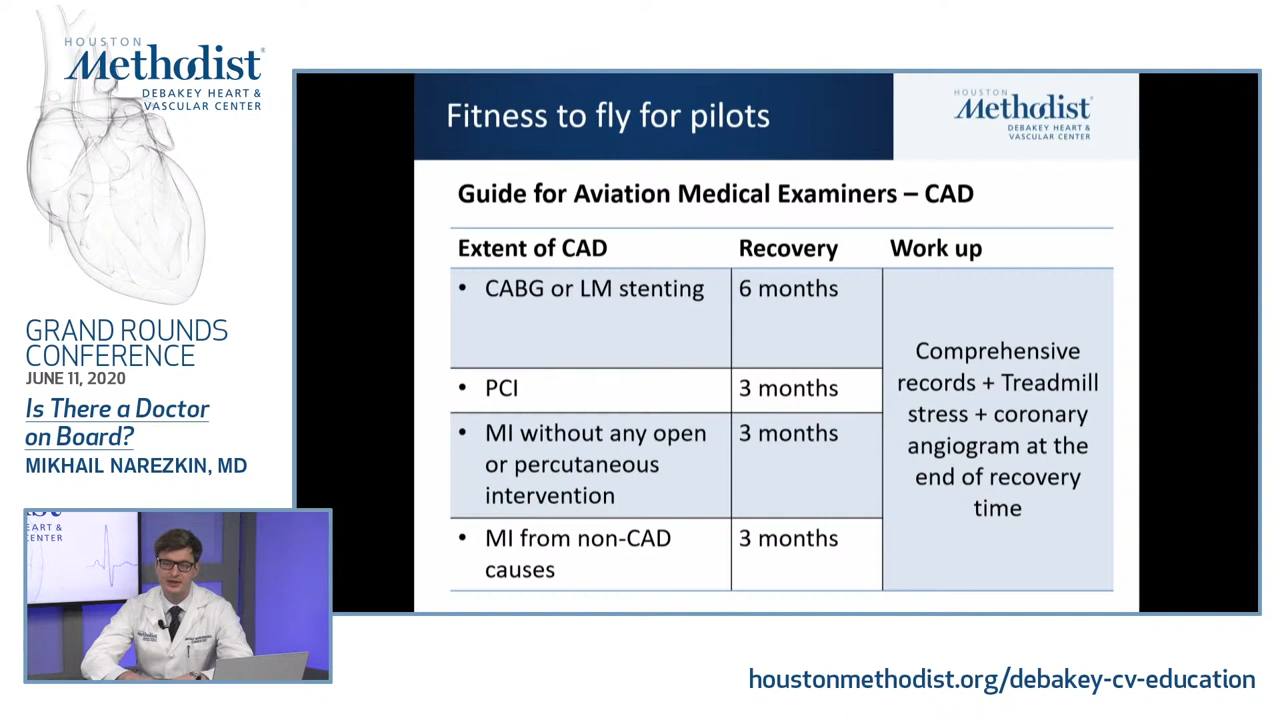 HOUSTON
Methodist®
DEBAKEY HEART &
VASCULAR CENTER
GRAND ROUNDS
CONFERENCE
JUNE 11, 2020
Is There a Doctor
on Board?
MIKHAIL NAREZKIN, MD
EART &
CENTER
Methodist
Fitness to fly for pilots
HOUSTON
Methodist®
DEBAKEY HEART &
VASCULAR CENTER
Guide for Aviation Medical Examiners – CAD
Extent of CAD Recovery Work up
• CABG or LM stenting 6 months
• PCI 3 months
• MI without any open 3 months
or percutaneous
intervention
• MI from non-CAD 3 months
causes
Comprehensive
records + Treadmill
stress + coronary
angiogram at the
end of recovery
time
houstonmethodist.org/debakey-cv-education